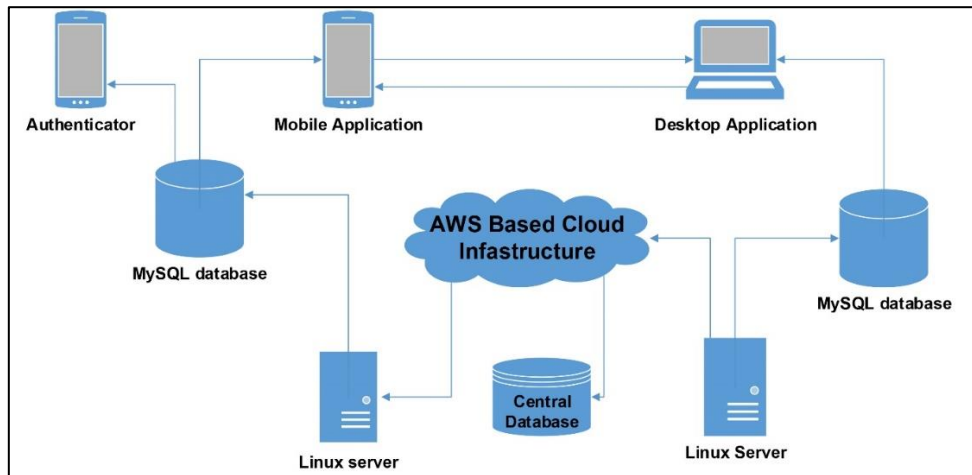 Authenticator
Mobile Application
Desktop Application
MySQL database
AWS Based Cloud
Infastructure
MySQL database
Central
Database
Linux server
Linux Server